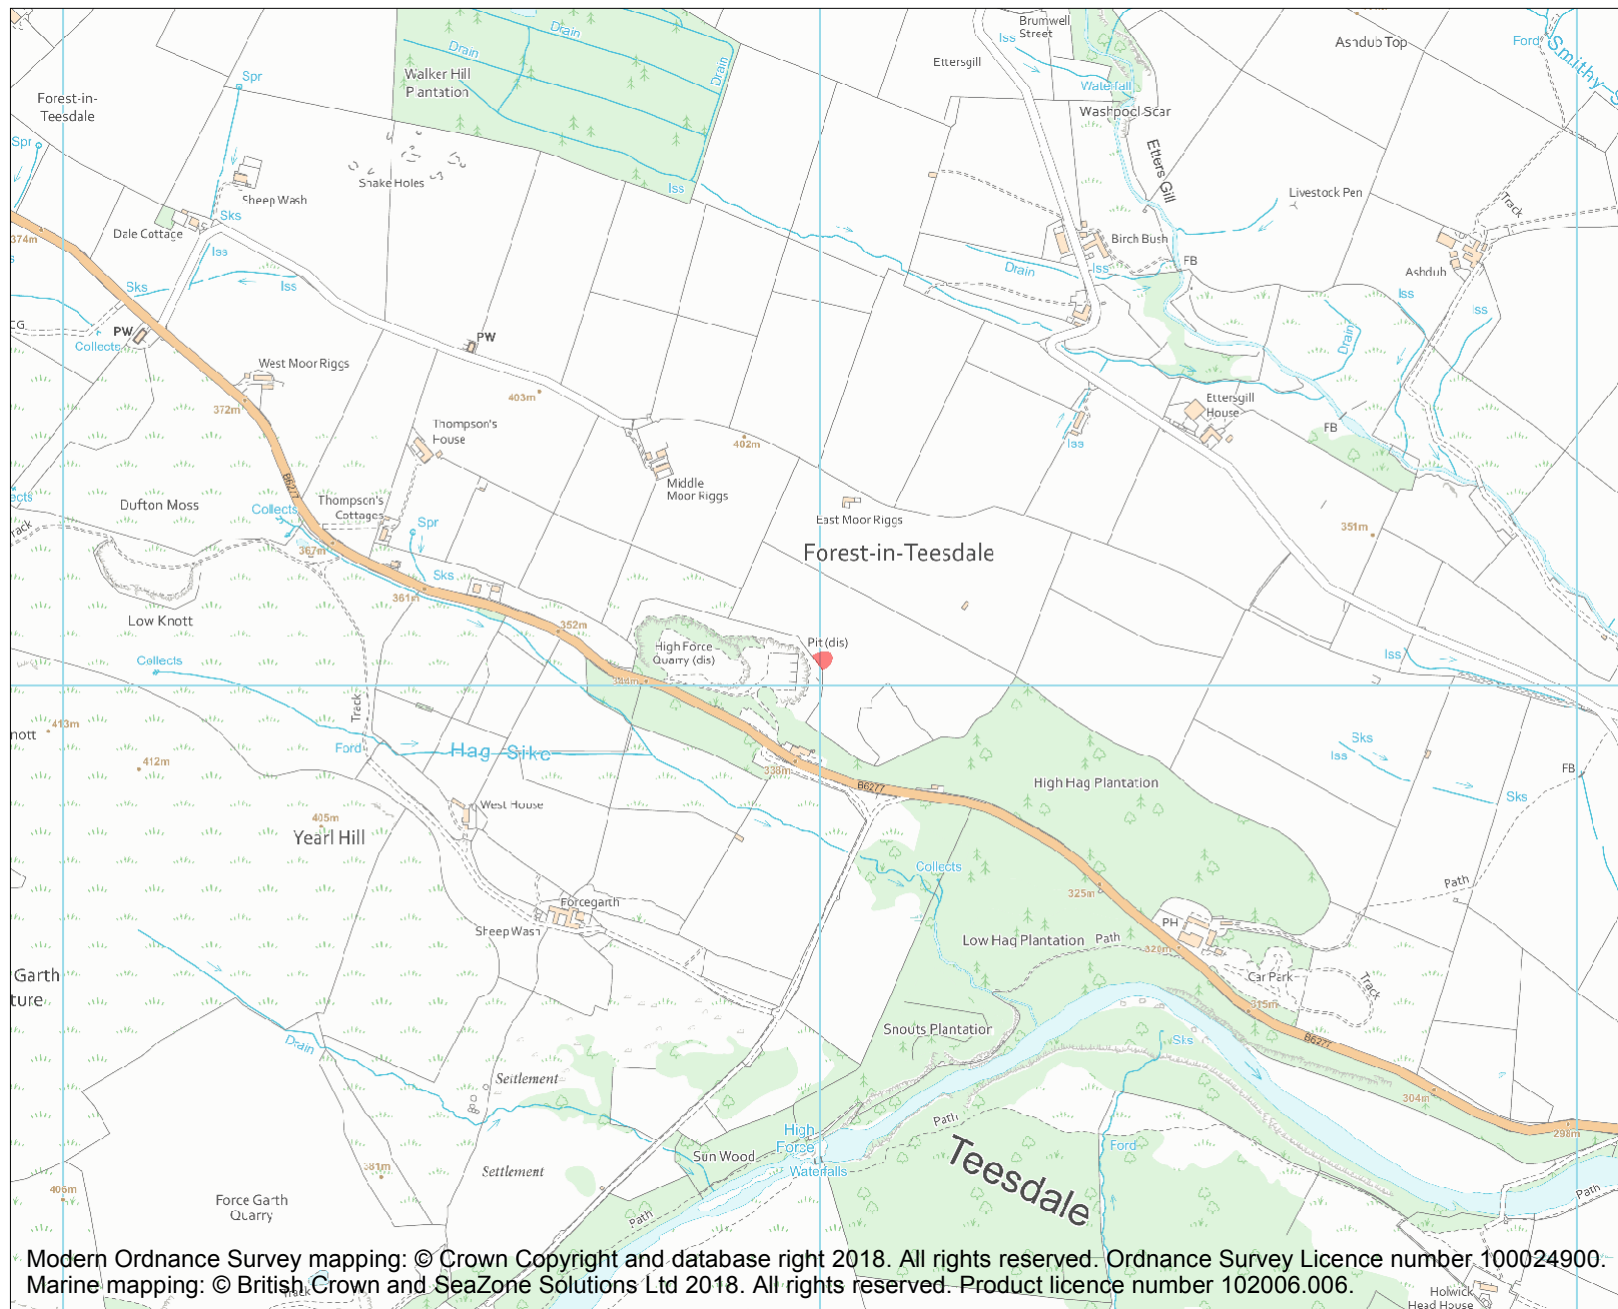 Brumwell
Street
Iss
Ettersgill
Ashdub Top
Ford
Drain
Drain
Drain
Spr
Walker Hill
Plantation
Waterfall
Washpool Scar
Forest-in-
Teesdale
Spr
Etters Gill
Shake Holes
Iss
Sheep Wash
Livestock Pen
Track
Sks
374m
Dale Cottage
Birch Bush
Iss
Drain
Iss
FB
Ashdub
Sks
Iss
Iss
Iss
CG
PW
Collects
PW
Drain
West Moor Riggs
372m
403m
Ettersgill
House
Thompson's
House
402m
Iss
FB
B6277
Middle
Moor Riggs
Dufton Moss
Thompson's
Cottages
Collects
Spr
East Moor Riggs
351m
Track
367m
Forest-in-Teesdale
Sks
361m
Low Knott
352m
Pit (dis)
High Force
Quarry (dis)
Collects
Iss
344m
Track
413m
Ford
Hag Sike
412m
338m
B6277
High Hag Plantation
Sks
Iss
FB
Sks
West House
405m
Yearl Hill
Collects
325m
Path
Forcegarth
Sheep Wash
PH
Low Hag Plantation
Path
320m
Garth
ture
Car Park
Track
315m
Snouts Plantation
Drain
Sks
B6277
Settlement
304m
Path
High
Force
Waterfalls
Ford
298m
Sun Wood
Teesdale
Settlement
381m
406m
Force Garth
Quarry
Path
Path
Modern Ordnance Survey mapping: © Crown Copyright and database right 2018. All rights reserved. Ordnance Survey Licence number 100024900.
Marine mapping: © British Crown and SeaZone Solutions Ltd 2018. All rights reserved. Product licence number 102006.006.
Track
Holwick
Head House